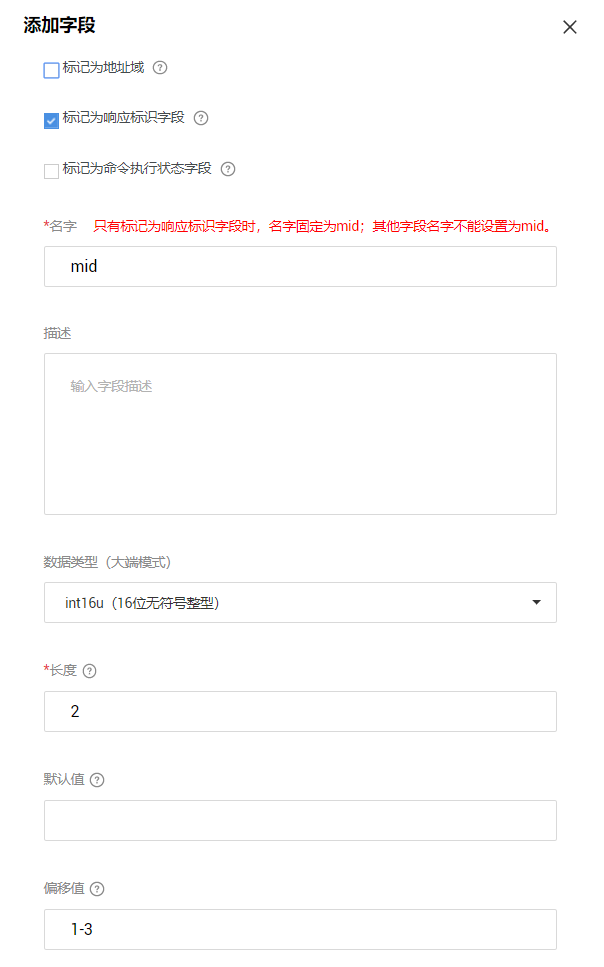 添加字段
标记为地址域
标记为响应标识字段
标记为命令执行状态字段
*名字 只有标记为响应标识字段时，名字固定为mid；其他字段名字不能设置为mid。
mid
描述
输入字段描述
数据类型（大端模式）
int16u（16位无符号整型）
*长度
2
默认值
偏移值
1-3